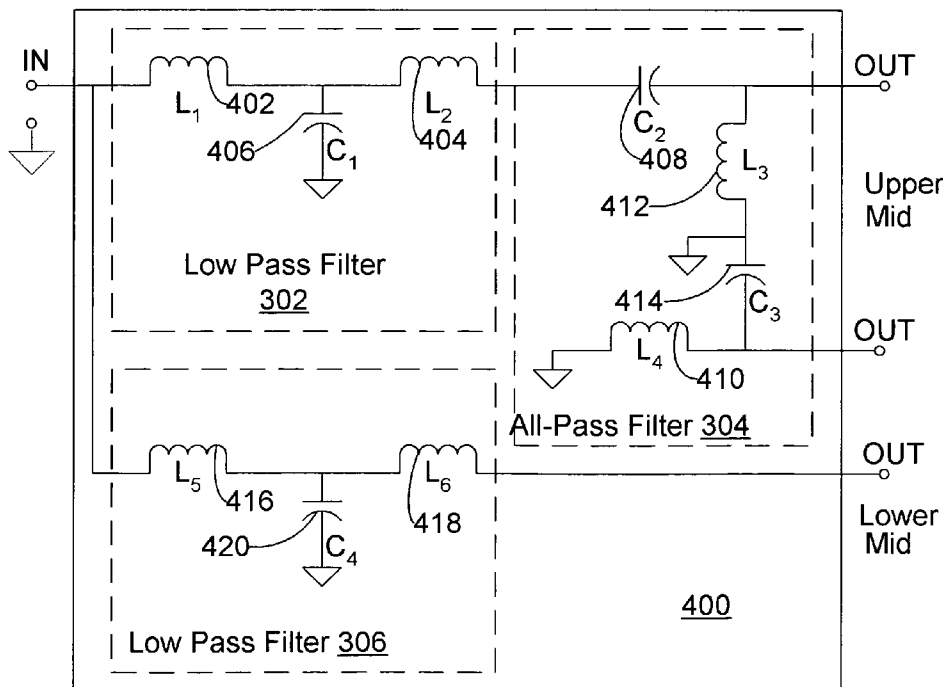 IN
OUT
L1
402
L2
404
C2
408
406
C1
L3
412
Upper
Mid
Low Pass Filter
302
414
C3
OUT
L4
410
All-Pass Filter 304
OUT
L5
416
L6
418
420
C4
Lower
Mid
400
Low Pass Filter 306